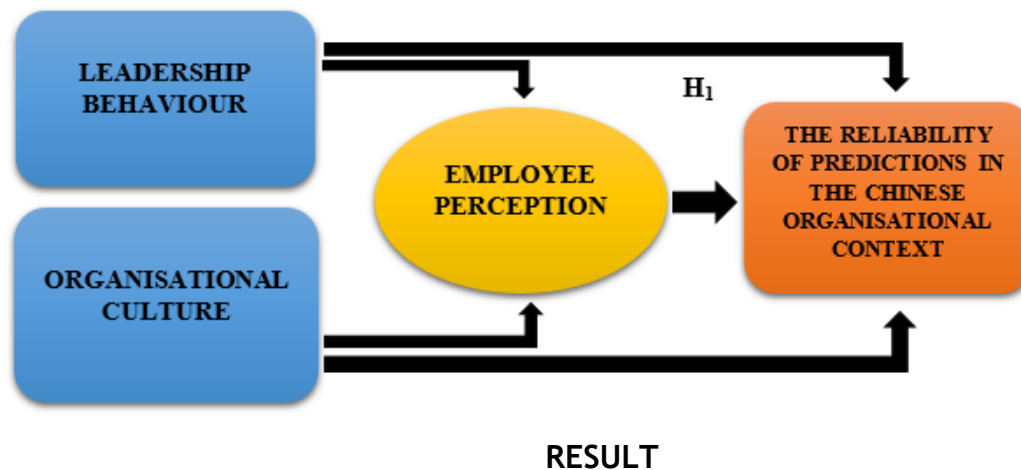 LEADERSHIP
BEHAVIOUR
H₁
THE RELIABILITY
OF PREDICTIONS IN
THE CHINESE
ORGANISATIONAL
CONTEXT
EMPLOYEE
PERCEPTION
ORGANISATIONAL
CULTURE
RESULT